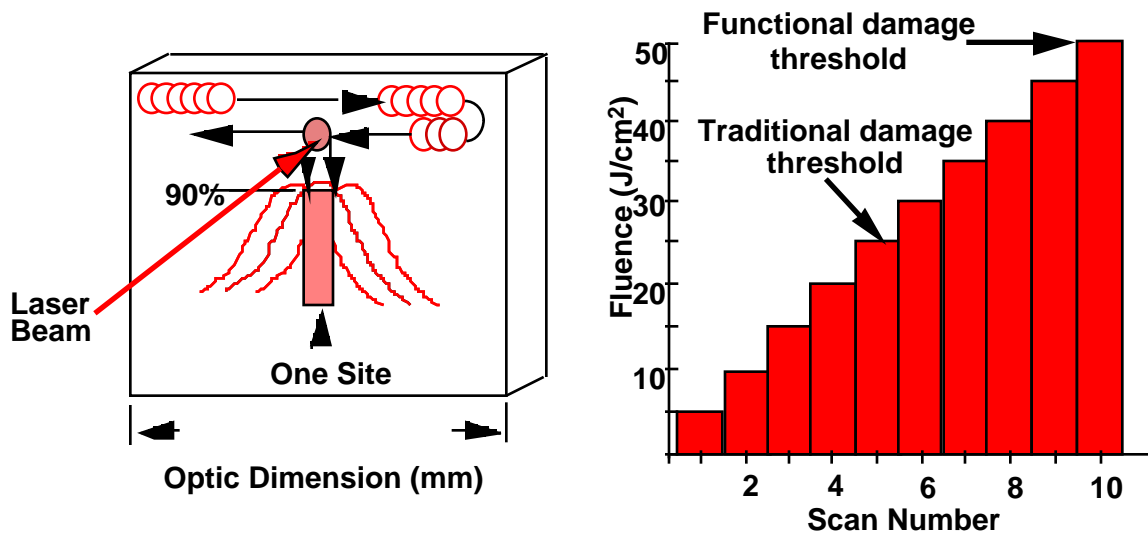 90%
Laser
Beam
One Site
Optic Dimension (mm)
Functional damage
threshold
Traditional damage
threshold
Fluence (J/cm²)
50
40
30
20
10
2 4 6 8 10
Scan Number